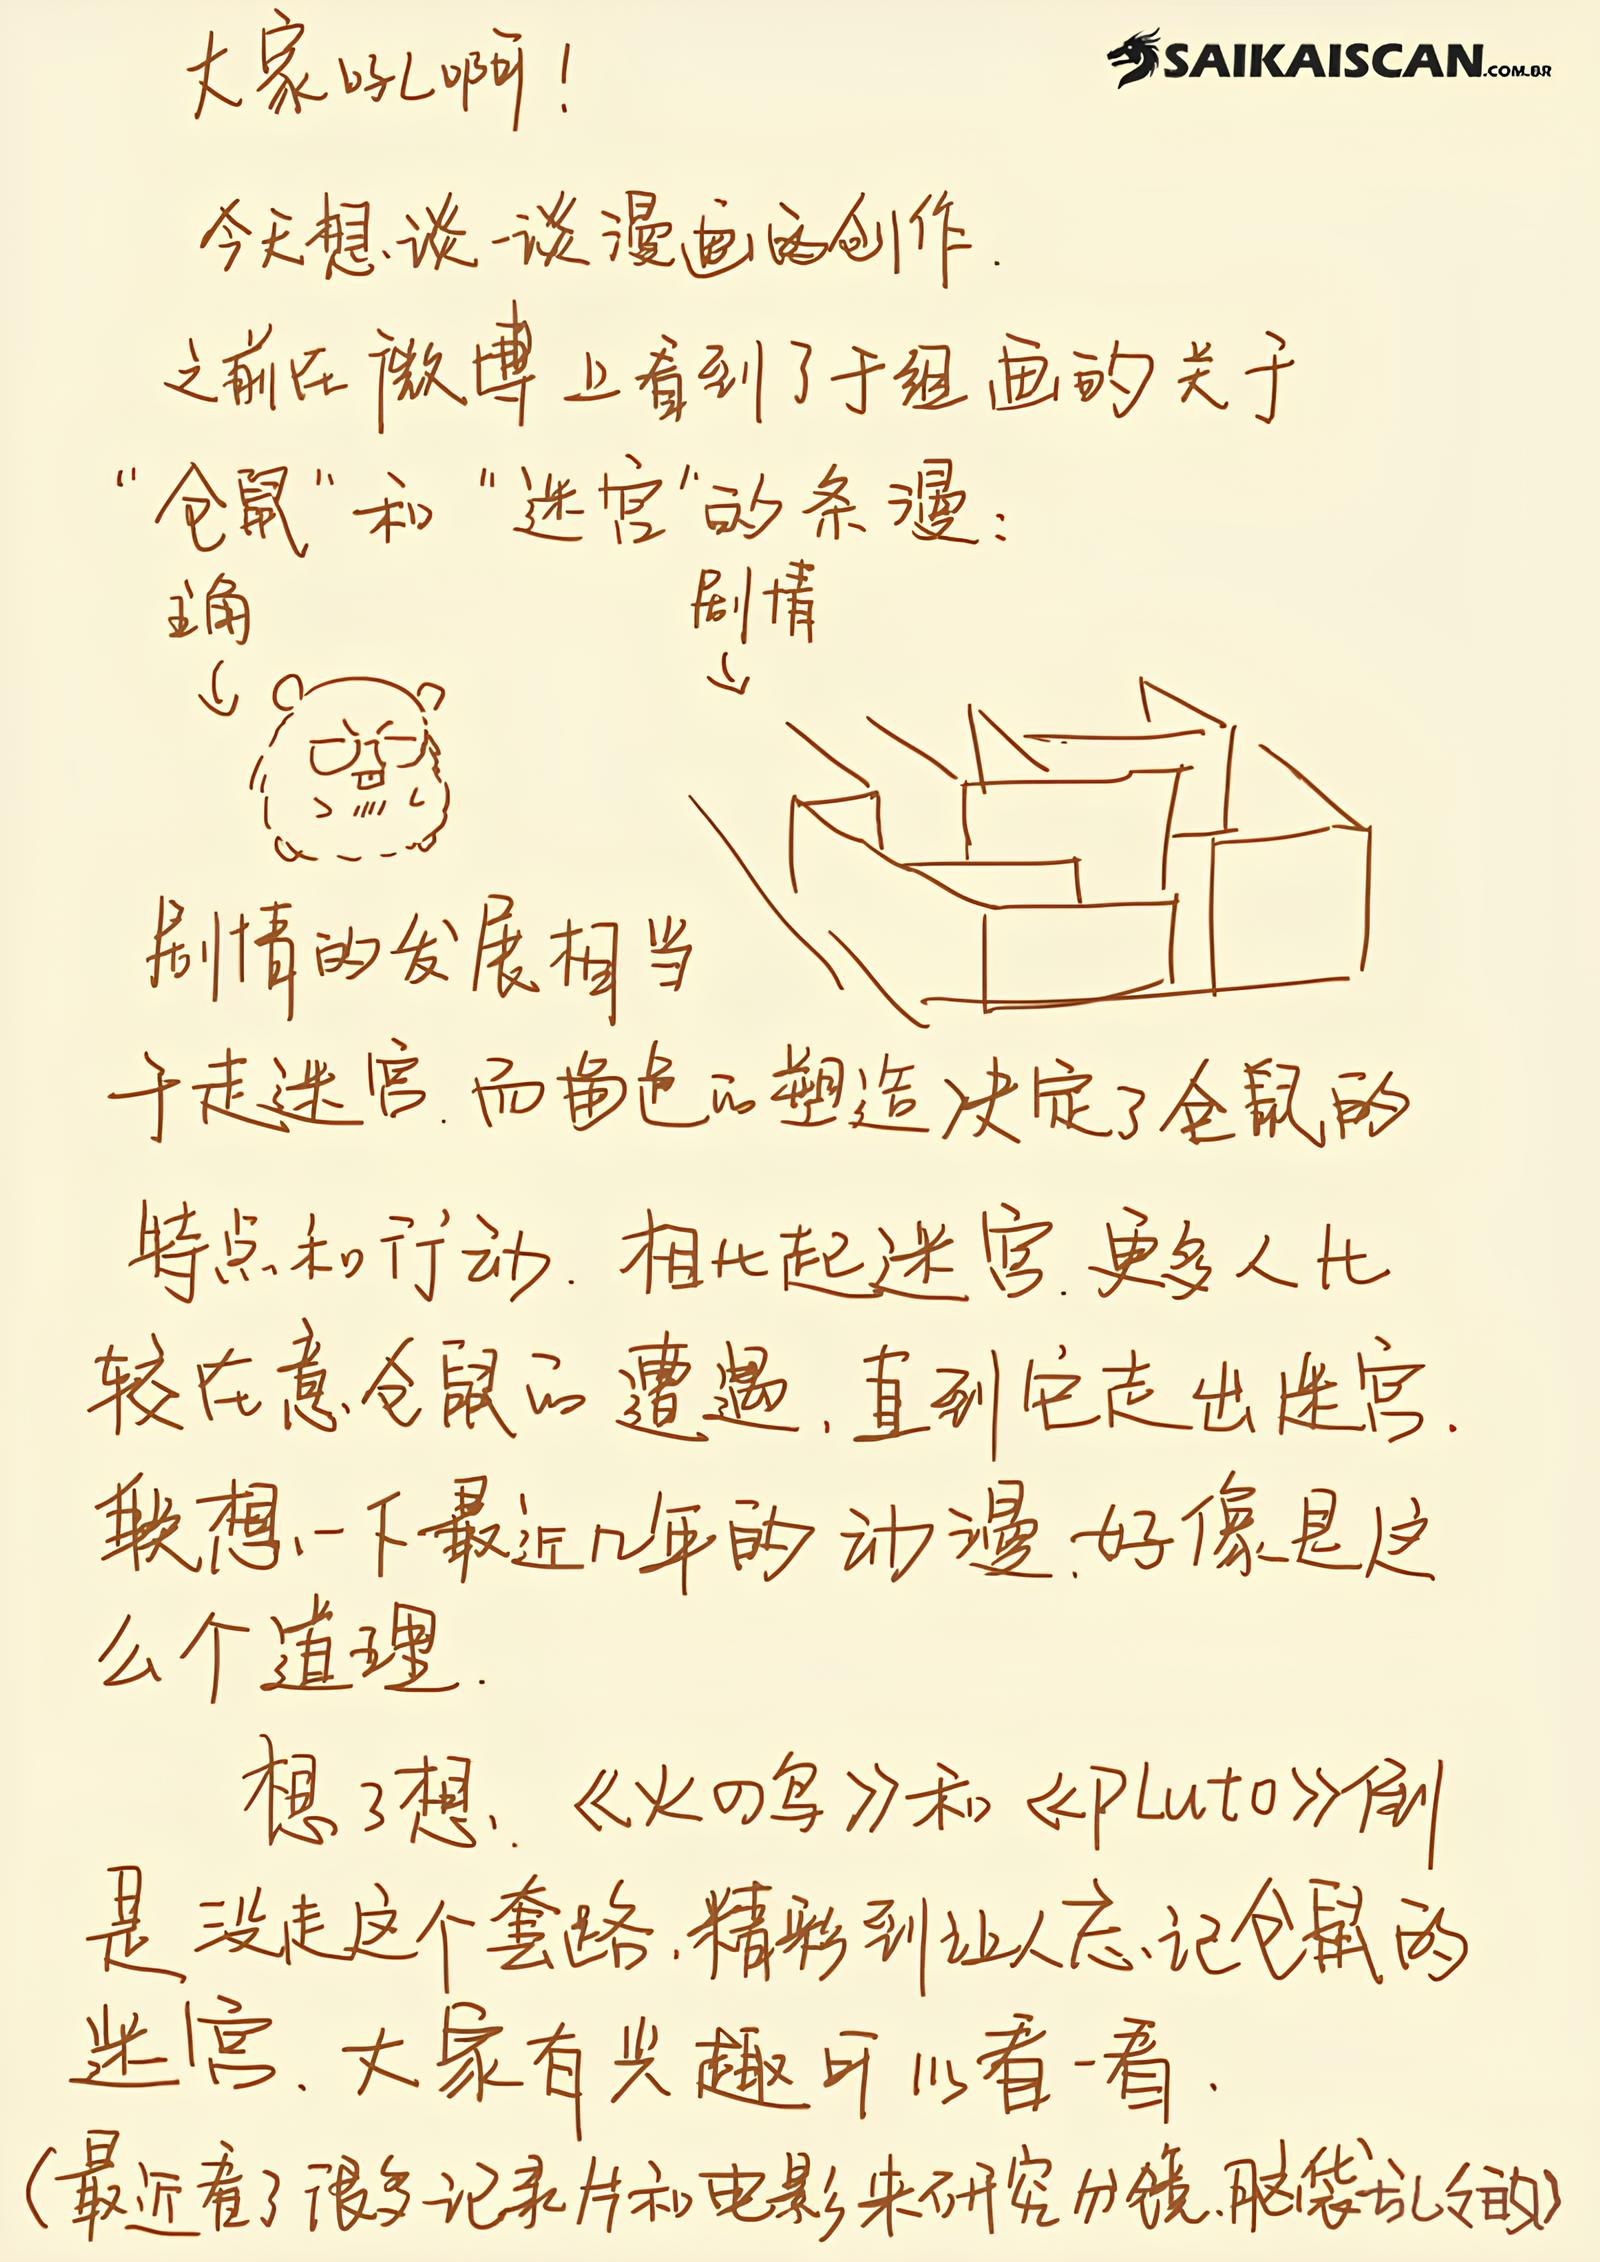 大家好啊!
SAIKAISCAN.COM.BR
今天想谈一谈漫画的创作.
之前在微博上看到了于组画的关于
“仓鼠”和“迷宫”的条漫:
主角
剧情
剧情的发展相当
于走迷宫.而角色的塑造决定了仓鼠的
特点和行动.相比起迷宫.更多人比
较在意仓鼠的遭遇,直到它走出迷宫.
联想一下最近几年的动漫,好像是这
么个道理.
想了想,《火の鸟》和《PLuto》倒
是没走这个套路,精彩到让人忘记仓鼠的
迷宫、大家有兴趣可以看一看.
(最近看了很多记录片和电影来研究分镜,脑袋乱乱的)